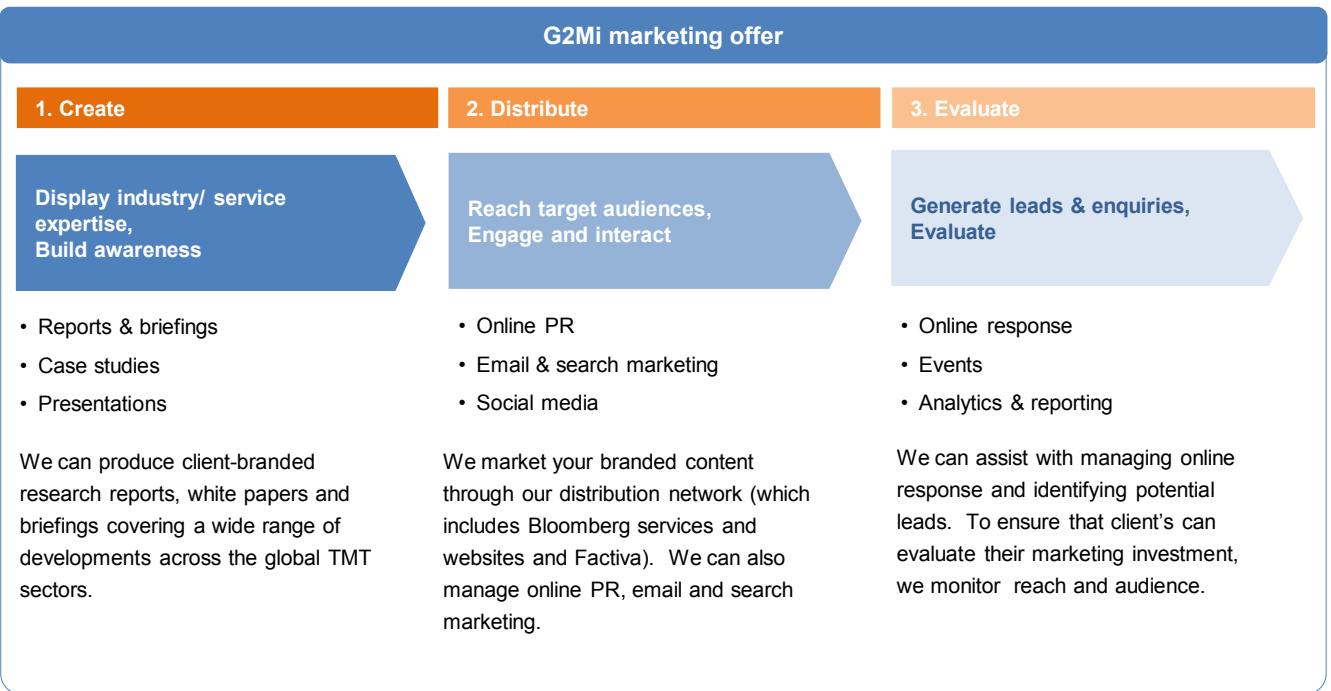 G2Mi marketing offer
1. Create
Display industry/ service
expertise,
Build awareness
• Reports & briefings
• Case studies
• Presentations
We can produce client-branded
research reports, white papers and
briefings covering a wide range of
developments across the global TMT
sectors.
2. Distribute
Reach target audiences,
Engage and interact
• Online PR
• Email & search marketing
• Social media
We market your branded content
through our distribution network (which
includes Bloomberg services and
websites and Factiva).  We can also
manage online PR, email and search
marketing.
3. Evaluate
Generate leads & enquiries,
Evaluate
• Online response
• Events
• Analytics & reporting
We can assist with managing online
response and identifying potential
leads.  To ensure that client’s can
evaluate their marketing investment,
we monitor  reach and audience.